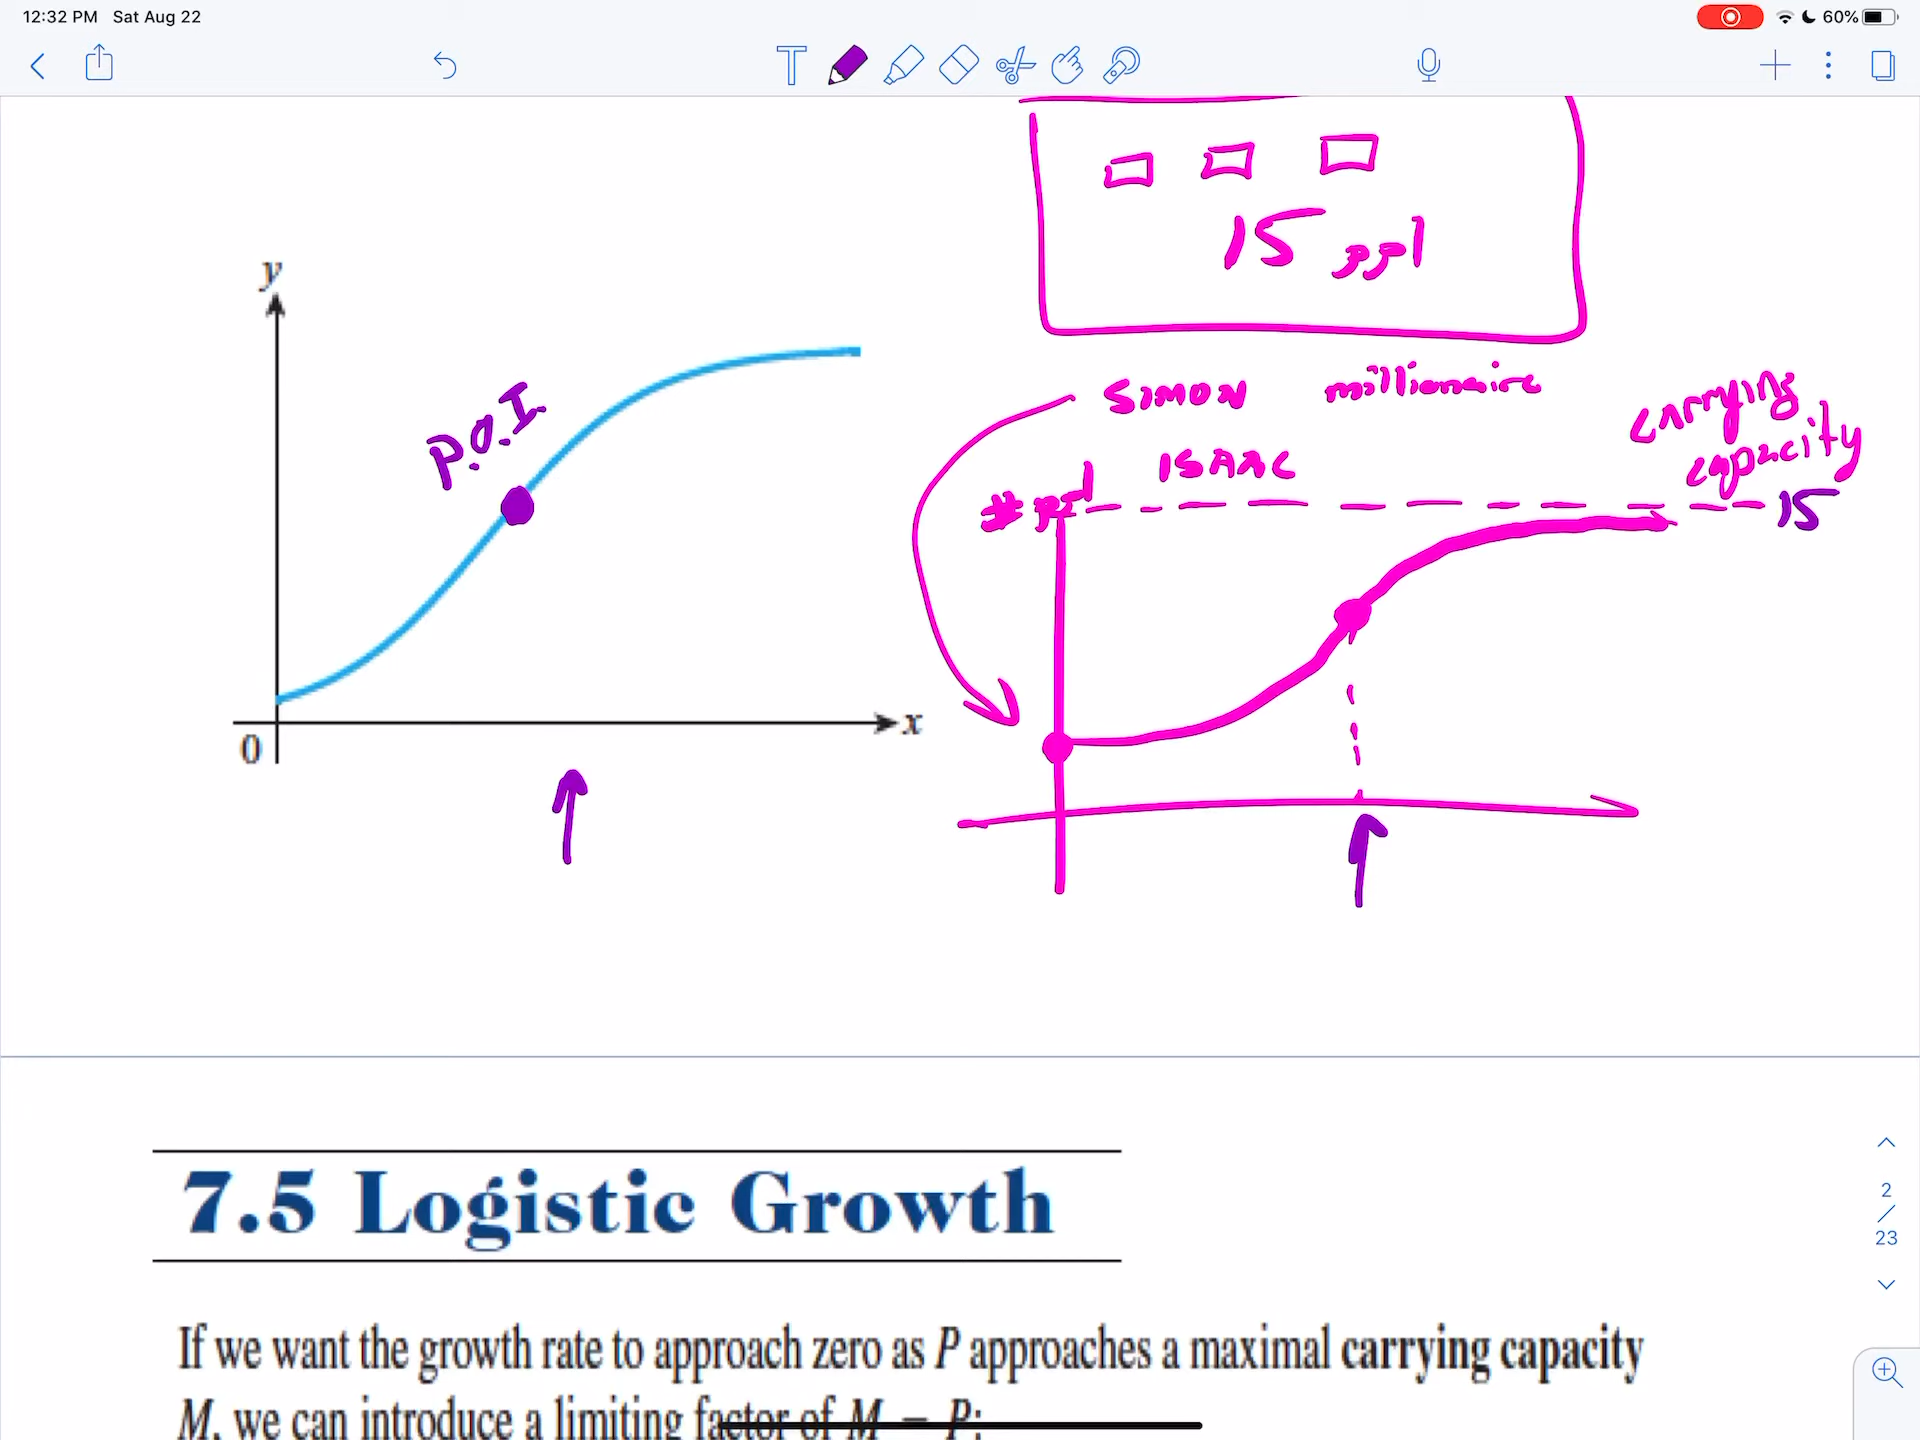 12:32 PM Sat Aug 22
60%
T
15 ppl
y
P.O.I.
SIMON millionaire
ISAAC
carrying
capacity
# ppl
15
x
0
7.5 Logistic Growth
If we want the growth rate to approach zero as P approaches a maximal carrying capacity
M, we can introduce a limiting factor of M − P:
2
/
23